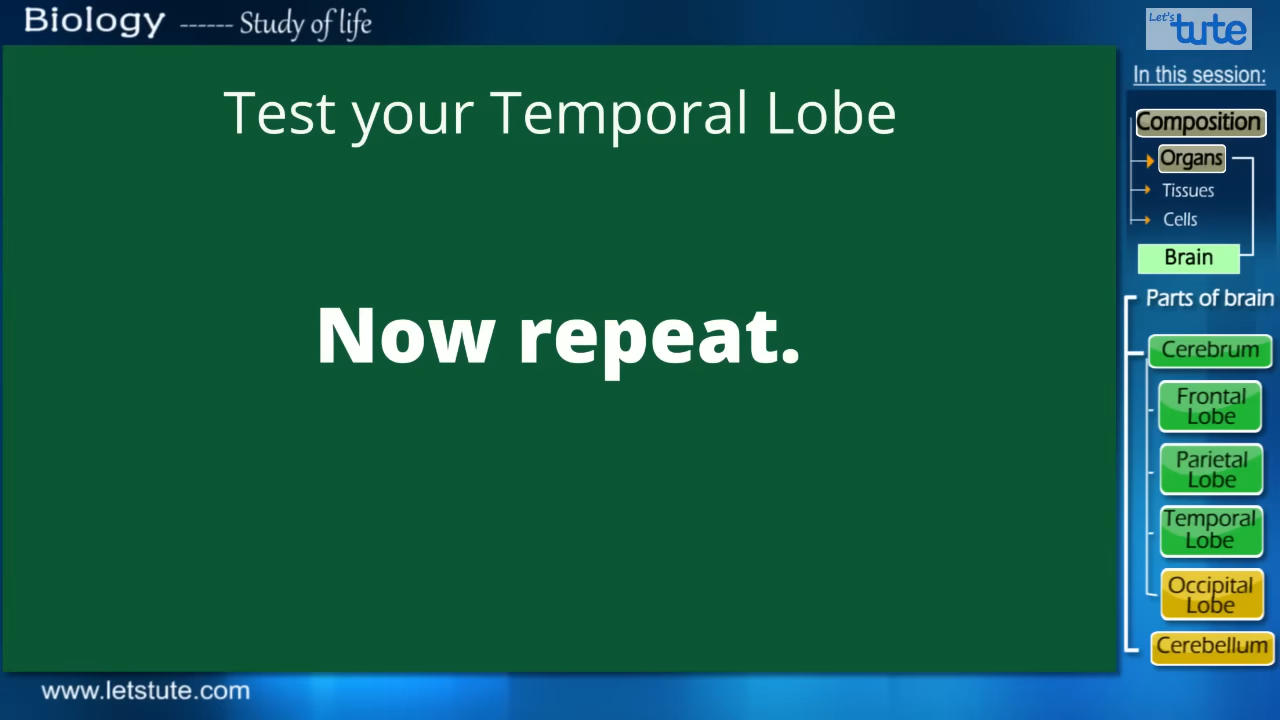 Biology ------ Study of life
Let's
tute
In this session:
Test your Temporal Lobe
Now repeat.
Composition
Organs
Tissues
Cells
Brain
Parts of brain
Cerebrum
Frontal
Lobe
Parietal
Lobe
Temporal
Lobe
Occipital
Lobe
Cerebellum
www.letstute.com